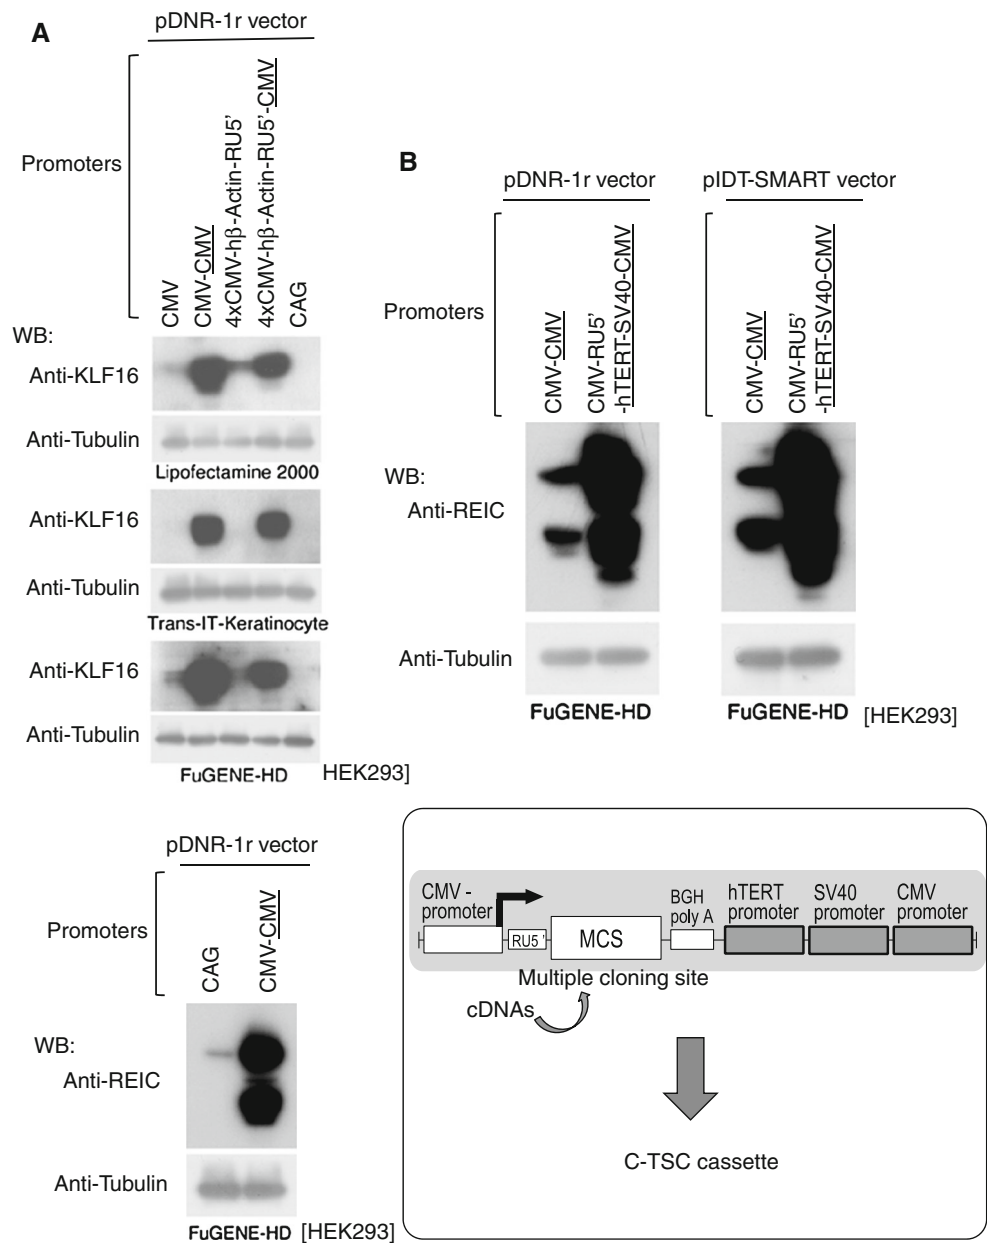 A
pDNR-1r vector
Promoters
CMV
CMV-CMV
4xCMV-hβ-Actin-RU5'
4xCMV-hβ-Actin-RU5'-CMV
CAG
WB:
Anti-KLF16
Anti-Tubulin
Lipofectamine 2000
Anti-KLF16
Anti-Tubulin
Trans-IT-Keratinocyte
Anti-KLF16
Anti-Tubulin
FuGENE-HD
HEK293]
pDNR-1r vector
Promoters
CAG
CMV-CMV
WB:
Anti-REIC
Anti-Tubulin
FuGENE-HD
[HEK293]
B
pDNR-1r vector
pIDT-SMART vector
Promoters
CMV-CMV
CMV-RU5'
-hTERT-SV40-CMV
CMV-CMV
CMV-RU5'
-hTERT-SV40-CMV
WB:
Anti-REIC
Anti-Tubulin
FuGENE-HD
FuGENE-HD
[HEK293]
CMV -
promoter
RU5'
MCS
BGH
poly A
hTERT
promoter
SV40
promoter
CMV
promoter
Multiple cloning site
cDNAs
C-TSC cassette